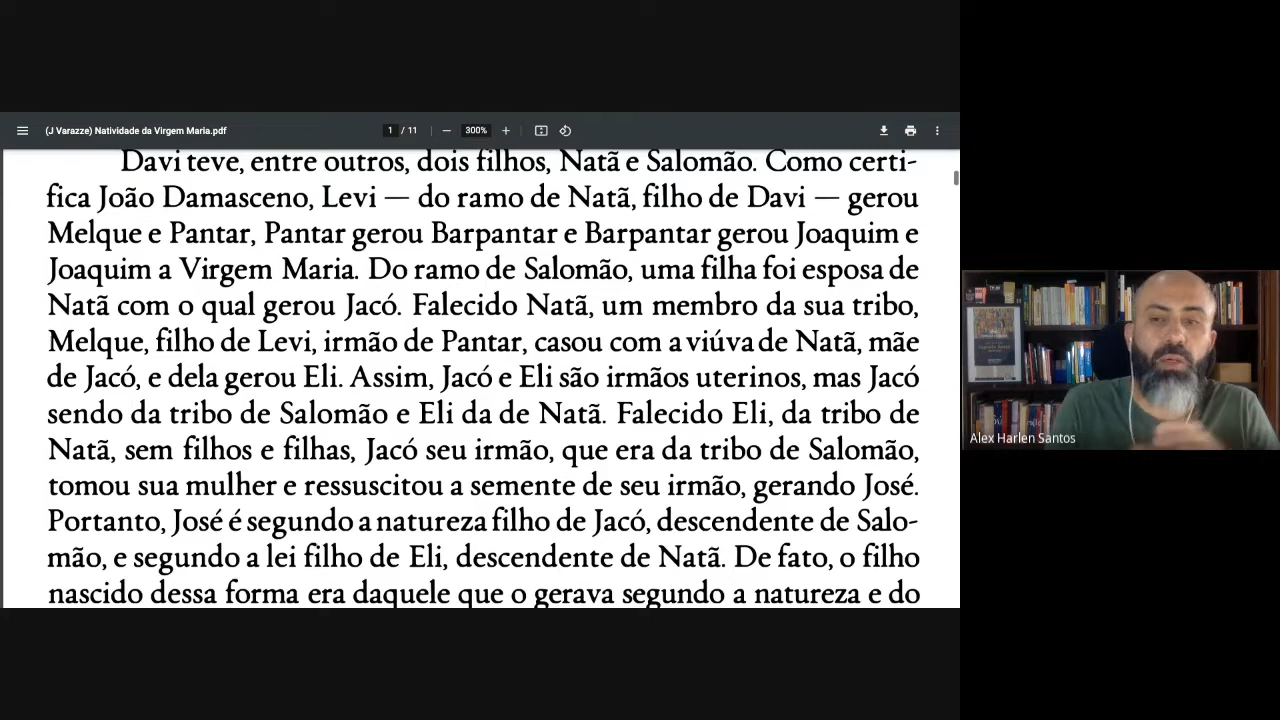 (J Varazze) Natividade da Virgem Maria.pdf
1 / 11
300%
Davi teve, entre outros, dois filhos, Natã e Salomão. Como certi-
fica João Damasceno, Levi — do ramo de Natã, filho de Davi — gerou
Melque e Pantar, Pantar gerou Barpantar e Barpantar gerou Joaquim e
Joaquim a Virgem Maria. Do ramo de Salomão, uma filha foi esposa de
Natã com o qual gerou Jacó. Falecido Natã, um membro da sua tribo,
Melque, filho de Levi, irmão de Pantar, casou com a viúva de Natã, mãe
de Jacó, e dela gerou Eli. Assim, Jacó e Eli são irmãos uterinos, mas Jacó
sendo da tribo de Salomão e Eli da de Natã. Falecido Eli, da tribo de
Natã, sem filhos e filhas, Jacó seu irmão, que era da tribo de Salomão,
tomou sua mulher e ressuscitou a semente de seu irmão, gerando José.
Portanto, José é segundo a natureza filho de Jacó, descendente de Salo-
mão, e segundo a lei filho de Eli, descendente de Natã. De fato, o filho
nascido dessa forma era daquele que o gerava segundo a natureza e do
Alex Harlen Santos